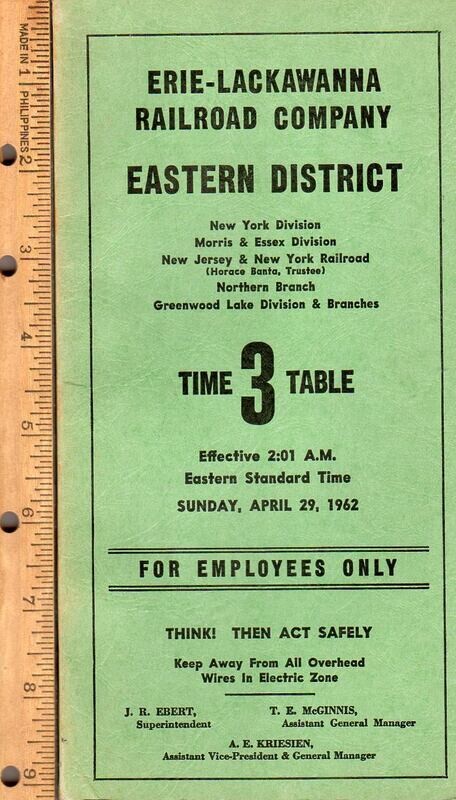 ERIE-LACKAWANNA
RAILROAD COMPANY
EASTERN DISTRICT
New York Division
Morris & Essex Division
New Jersey & New York Railroad
(Horace Banta, Trustee)
Northern Branch
Greenwood Lake Division & Branches
TIME 3 TABLE
Effective 2:01 A.M.
Eastern Standard Time
SUNDAY, APRIL 29, 1962
FOR EMPLOYEES ONLY
THINK! THEN ACT SAFELY
Keep Away From All Overhead
Wires In Electric Zone
J. R. EBERT,
Superintendent
T. E. McGINNIS,
Assistant General Manager
A. E. KRIESIEN,
Assistant Vice-President & General Manager
MADE IN PHILIPPINES
1
2
3
4
5
6
7
8
9